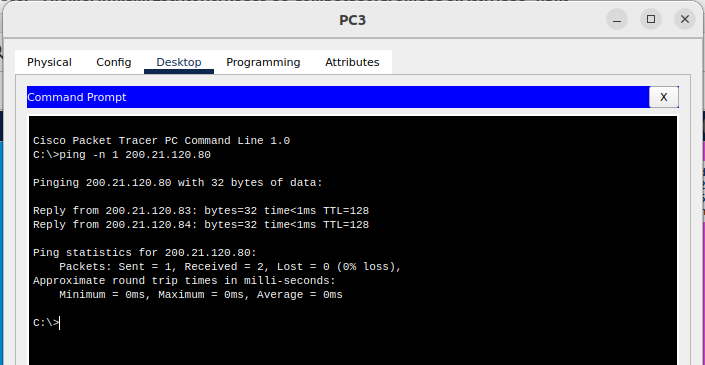 PC3
Physical Config Desktop Programming Attributes
Command Prompt X
Cisco Packet Tracer PC Command Line 1.0
C:\>ping -n 1 200.21.120.80
Pinging 200.21.120.80 with 32 bytes of data:
Reply from 200.21.120.83: bytes=32 time<1ms TTL=128
Reply from 200.21.120.84: bytes=32 time<1ms TTL=128
Ping statistics for 200.21.120.80:
Packets: Sent = 1, Received = 2, Lost = 0 (0% loss),
Approximate round trip times in milli-seconds:
Minimum = 0ms, Maximum = 0ms, Average = 0ms
C:\>